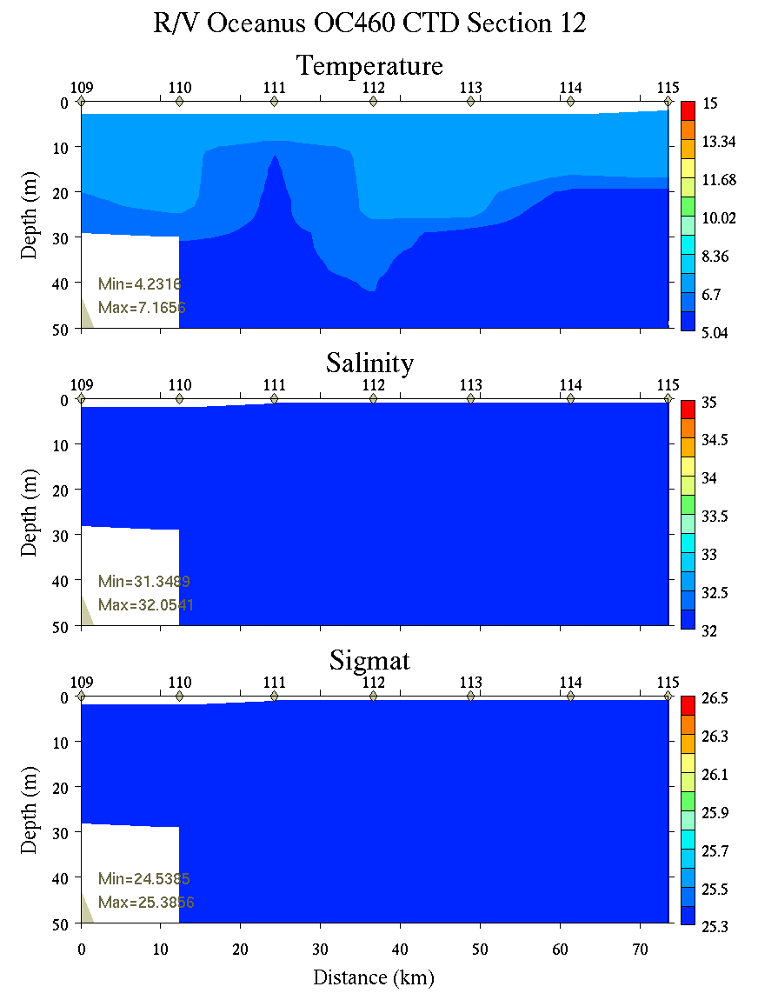 R/V Oceanus OC460 CTD Section 12
Temperature
109 110 111 112 113 114 115
0
10
20
30
40
50
Depth (m)
Min=4.2316
Max=7.1656
15
13.34
11.68
10.02
8.36
6.7
5.04
Salinity
109 110 111 112 113 114 115
0
10
20
30
40
50
Depth (m)
Min=31.3489
Max=32.0541
35
34.5
34
33.5
33
32.5
32
Sigmat
109 110 111 112 113 114 115
0
10
20
30
40
50
Depth (m)
Min=24.5385
Max=25.3856
26.5
26.3
26.1
25.9
25.7
25.5
25.3
0 10 20 30 40 50 60 70
Distance (km)